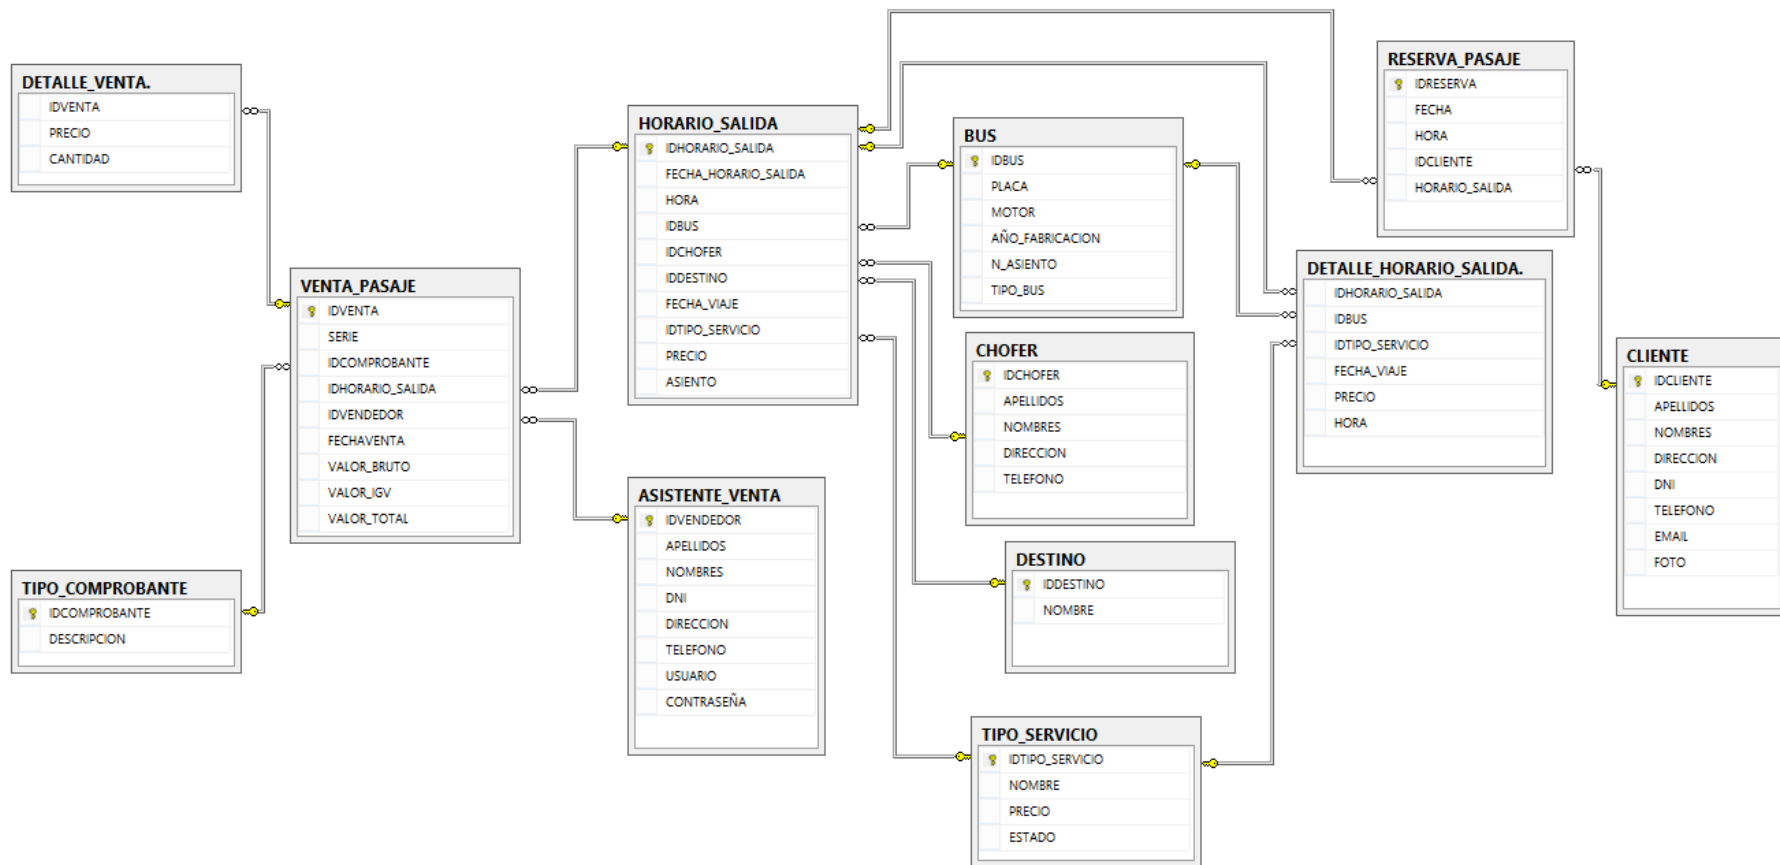 DETALLE_VENTA.
IDVENTA
PRECIO
CANTIDAD
VENTA_PASAJE
IDVENTA
SERIE
IDCOMPROBANTE
IDHORARIO_SALIDA
IDVENDEDOR
FECHAVENTA
VALOR_BRUTO
VALOR_IGV
VALOR_TOTAL
TIPO_COMPROBANTE
IDCOMPROBANTE
DESCRIPCION
HORARIO_SALIDA
IDHORARIO_SALIDA
FECHA_HORARIO_SALIDA
HORA
IDBUS
IDCHOFER
IDDESTINO
FECHA_VIAJE
IDTIPO_SERVICIO
PRECIO
ASIENTO
ASISTENTE_VENTA
IDVENDEDOR
APELLIDOS
NOMBRES
DNI
DIRECCION
TELEFONO
USUARIO
CONTRASEÑA
BUS
IDBUS
PLACA
MOTOR
AÑO_FABRICACION
N_ASIENTO
TIPO_BUS
CHOFER
IDCHOFER
APELLIDOS
NOMBRES
DIRECCION
TELEFONO
DESTINO
IDDESTINO
NOMBRE
TIPO_SERVICIO
IDTIPO_SERVICIO
NOMBRE
PRECIO
ESTADO
RESERVA_PASAJE
IDRESERVA
FECHA
HORA
IDCLIENTE
HORARIO_SALIDA
DETALLE_HORARIO_SALIDA.
IDHORARIO_SALIDA
IDBUS
IDTIPO_SERVICIO
FECHA_VIAJE
PRECIO
HORA
CLIENTE
IDCLIENTE
APELLIDOS
NOMBRES
DIRECCION
DNI
TELEFONO
EMAIL
FOTO